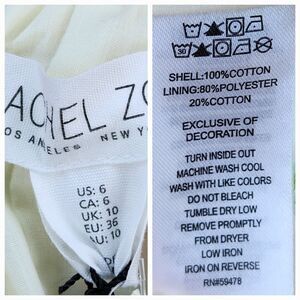 ACHEL ZO
OS ANGELES NEW Y
US: 6
CA: 6
UK: 10
EU: 36
AU: 10
SHELL:100%COTTON
LINING:80%POLYESTER
20%COTTON
EXCLUSIVE OF
DECORATION
TURN INSIDE OUT
MACHINE WASH COOL
WASH WITH LIKE COLORS
DO NOT BLEACH
TUMBLE DRY LOW
REMOVE PROMPTLY
FROM DRYER
LOW IRON
IRON ON REVERSE
RN#59478